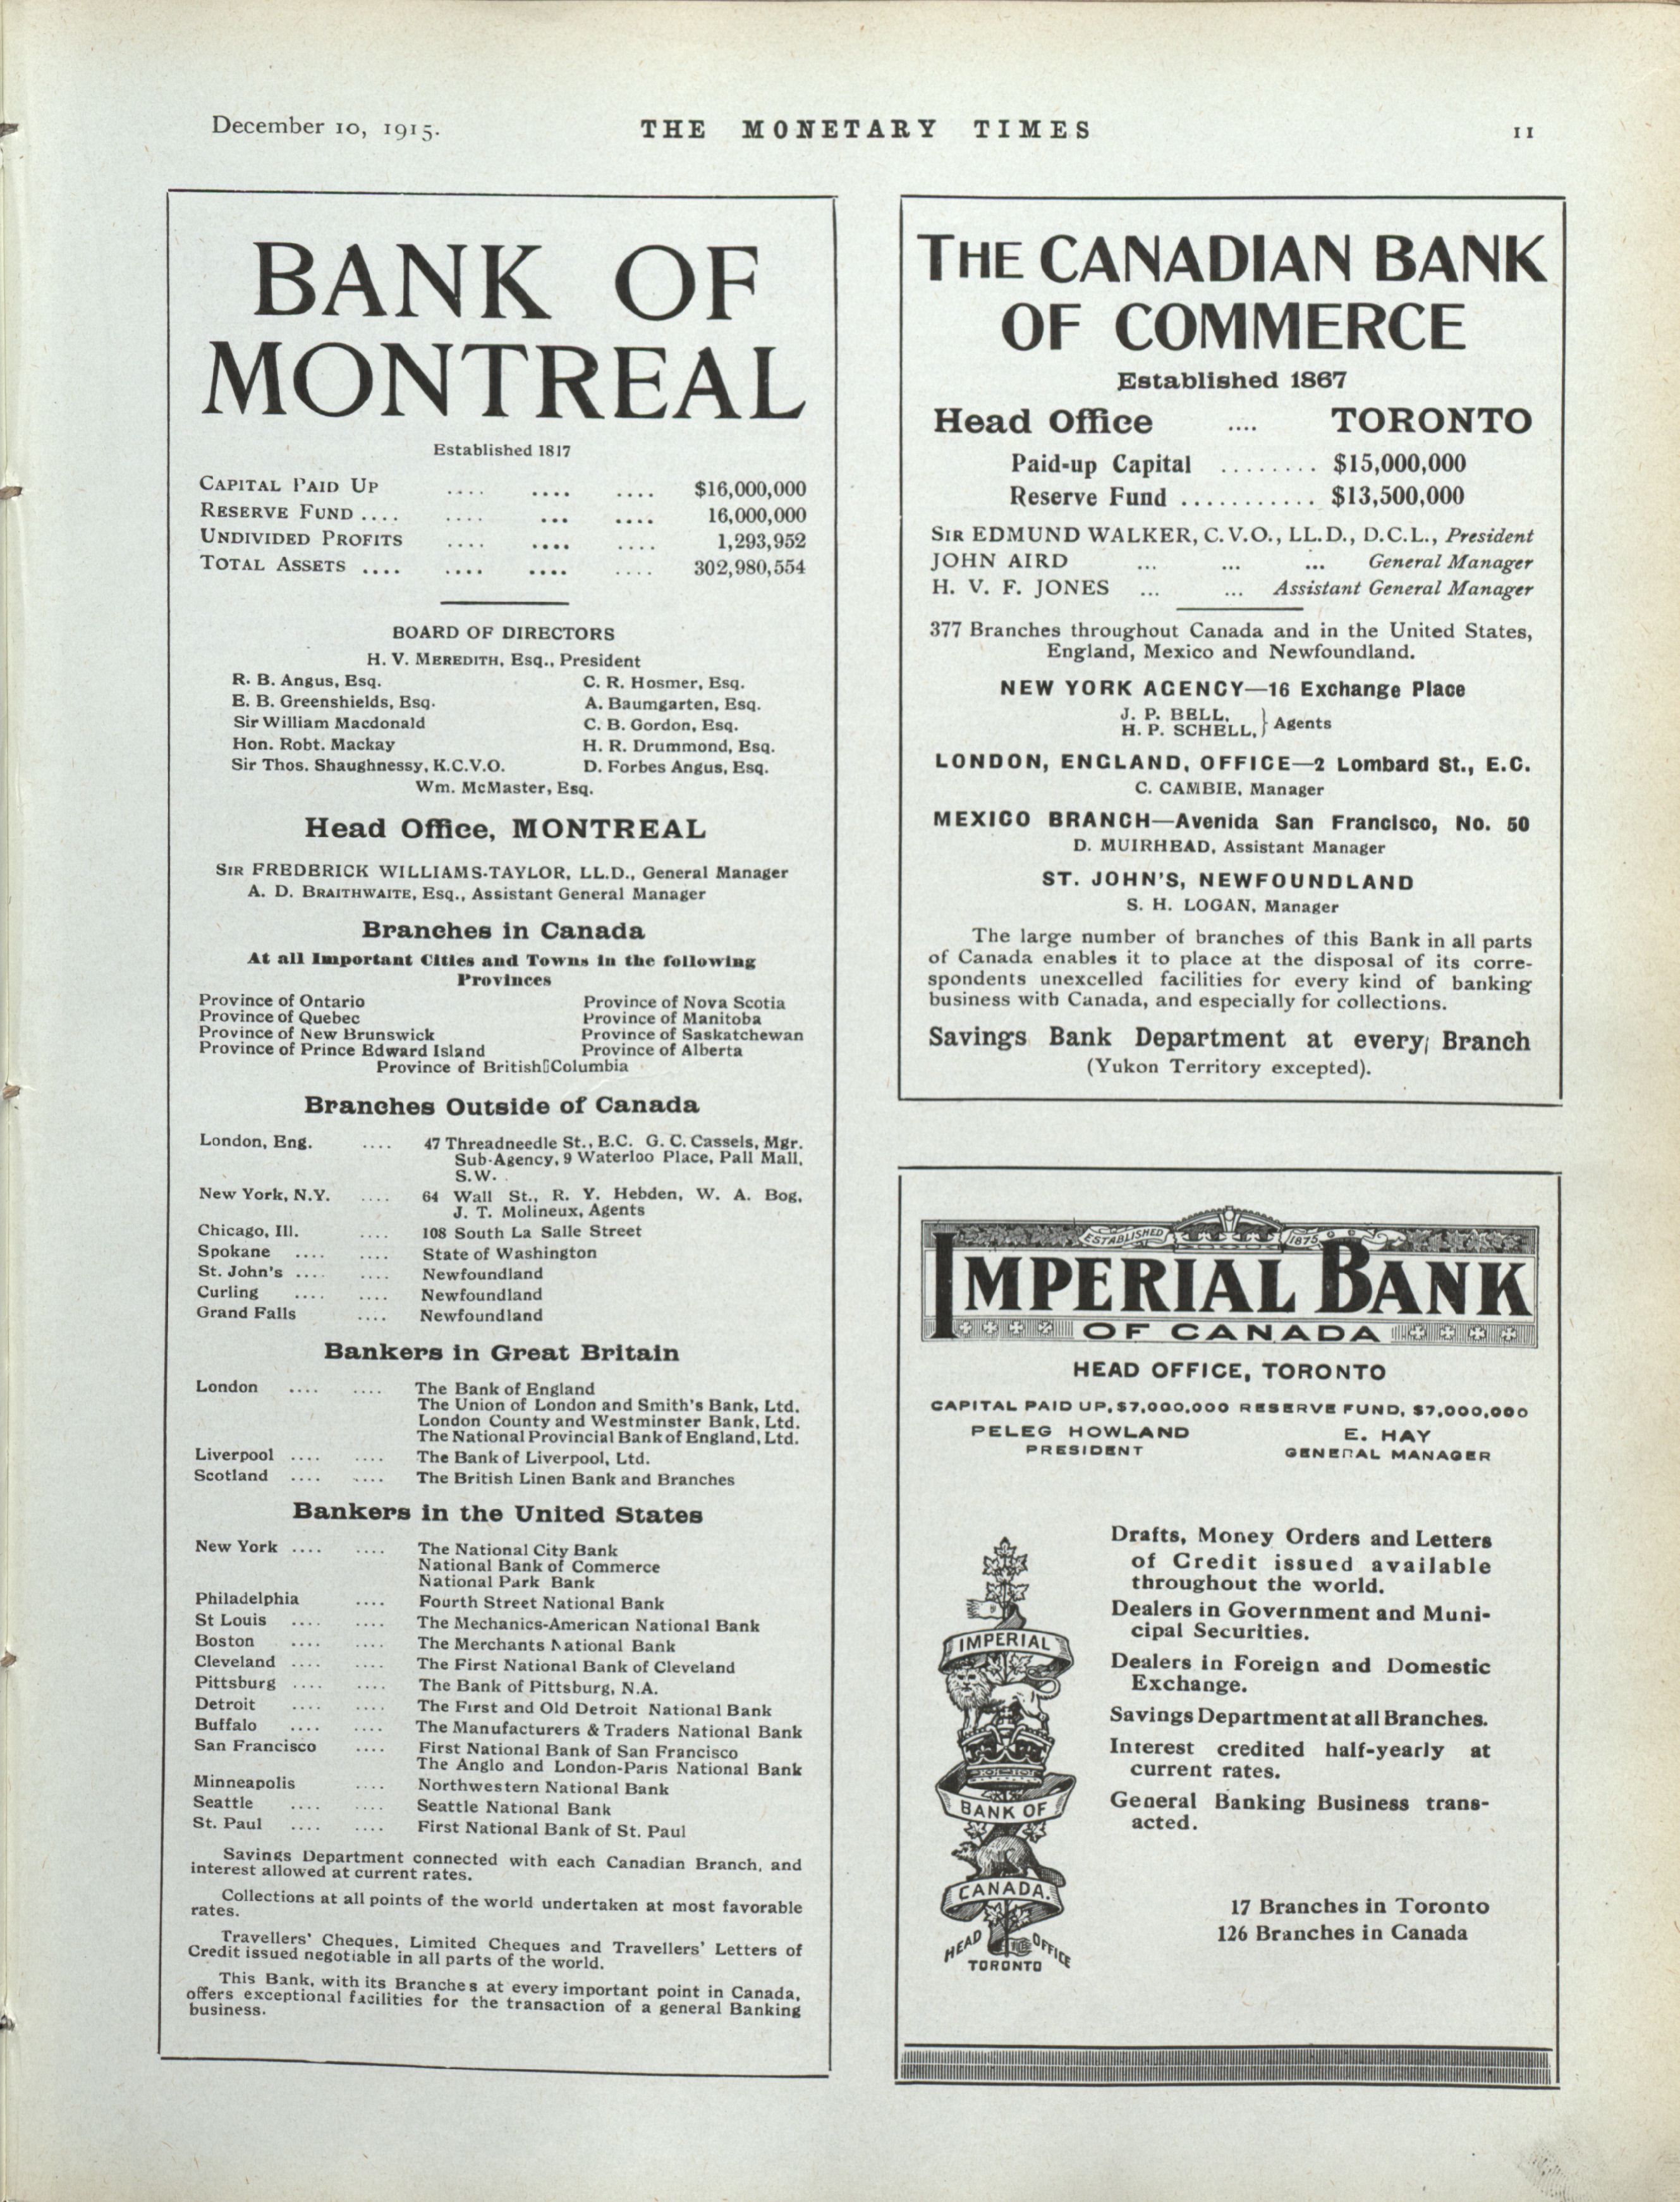 December 10, 1915.
THE MONETARY TIMES
11
BANK OF
MONTREAL
Established 1817
CAPITAL PAID UP .... .... .... $16,000,000
RESERVE FUND .... .... ... .... 16,000,000
UNDIVIDED PROFITS .... .... .... 1,293,952
TOTAL ASSETS .... .... .... .... 302,980,554
BOARD OF DIRECTORS
H. V. MEREDITH, Esq., President
R. B. Angus, Esq. C. R. Hosmer, Esq.
E. B. Greenshields, Esq. A. Baumgarten, Esq.
Sir William Macdonald C. B. Gordon, Esq.
Hon. Robt. Mackay H. R. Drummond, Esq.
Sir Thos. Shaughnessy, K.C.V.O. D. Forbes Angus, Esq.
Wm. McMaster, Esq.
Head Office, MONTREAL
SIR FREDERICK WILLIAMS-TAYLOR, LL.D., General Manager
A. D. BRAITHWAITE, Esq., Assistant General Manager
Branches in Canada
At all Important Cities and Towns in the following
Provinces
Province of Ontario Province of Nova Scotia
Province of Quebec Province of Manitoba
Province of New Brunswick Province of Saskatchewan
Province of Prince Edward Island Province of Alberta
Province of British Columbia
Branches Outside of Canada
London, Eng. .... 47 Threadneedle St., E.C. G. C. Cassels, Mgr.
Sub-Agency, 9 Waterloo Place, Pall Mall,
S.W.
New York, N.Y. .... 64 Wall St., R. Y. Hebden, W. A. Bog,
J. T. Molineux, Agents
Chicago, Ill. .... 108 South La Salle Street
Spokane .... .... State of Washington
St. John's .... .... Newfoundland
Curling .... .... Newfoundland
Grand Falls .... Newfoundland
Bankers in Great Britain
London .... .... The Bank of England
The Union of London and Smith's Bank, Ltd.
London County and Westminster Bank, Ltd.
The National Provincial Bank of England, Ltd.
Liverpool .... .... The Bank of Liverpool, Ltd.
Scotland .... .... The British Linen Bank and Branches
Bankers in the United States
New York .... .... The National City Bank
National Bank of Commerce
National Park Bank
Philadelphia .... Fourth Street National Bank
St Louis .... .... The Mechanics-American National Bank
Boston .... .... The Merchants National Bank
Cleveland .... .... The First National Bank of Cleveland
Pittsburg .... .... The Bank of Pittsburg, N.A.
Detroit .... .... The First and Old Detroit National Bank
Buffalo .... .... The Manufacturers & Traders National Bank
San Francisco .... First National Bank of San Francisco
The Anglo and London-Paris National Bank
Minneapolis .... Northwestern National Bank
Seattle .... .... Seattle National Bank
St. Paul .... .... First National Bank of St. Paul
Savings Department connected with each Canadian Branch, and
interest allowed at current rates.
Collections at all points of the world undertaken at most favorable
rates.
Travellers' Cheques, Limited Cheques and Travellers' Letters of
Credit issued negotiable in all parts of the world.
This Bank, with its Branches at every important point in Canada,
offers exceptional facilities for the transaction of a general Banking
business.
THE CANADIAN BANK
OF COMMERCE
Established 1867
Head Office .... TORONTO
Paid-up Capital ........ $15,000,000
Reserve Fund ........... $13,500,000
SIR EDMUND WALKER, C.V.O., LL.D., D.C.L., President
JOHN AIRD ... ... ... General Manager
H. V. F. JONES ... ... Assistant General Manager
377 Branches throughout Canada and in the United States,
England, Mexico and Newfoundland.
NEW YORK AGENCY—16 Exchange Place
J. P. BELL,
H. P. SCHELL, } Agents
LONDON, ENGLAND, OFFICE—2 Lombard St., E.C.
C. CAMBIE, Manager
MEXICO BRANCH—Avenida San Francisco, No. 50
D. MUIRHEAD, Assistant Manager
ST. JOHN'S, NEWFOUNDLAND
S. H. LOGAN, Manager
The large number of branches of this Bank in all parts
of Canada enables it to place at the disposal of its corre-
spondents unexcelled facilities for every kind of banking
business with Canada, and especially for collections.
Savings Bank Department at every Branch
(Yukon Territory excepted).
ESTABLISHED 1875
IMPERIAL BANK
OF CANADA
HEAD OFFICE, TORONTO
CAPITAL PAID UP, $7,000,000 RESERVE FUND, $7,000,000
PELEG HOWLAND E. HAY
PRESIDENT GENERAL MANAGER
Drafts, Money Orders and Letters
of Credit issued available
throughout the world.
Dealers in Government and Muni-
cipal Securities.
Dealers in Foreign and Domestic
Exchange.
Savings Department at all Branches.
Interest credited half-yearly at
current rates.
General Banking Business trans-
acted.
17 Branches in Toronto
126 Branches in Canada
IMPERIAL
BANK OF
CANADA.
HEAD OFFICE
TORONTO